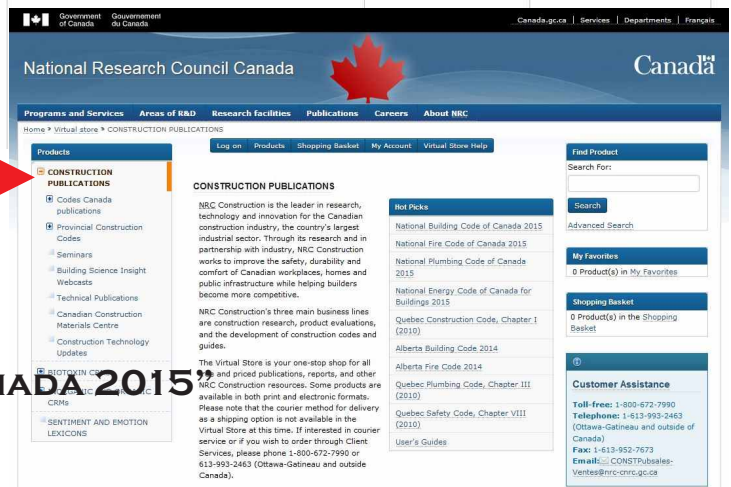 Government of Canada
Gouvernement du Canada
Canada.gc.ca | Services | Departments | Français
National Research Council Canada
Canada
Programs and Services Areas of R&D Research facilities Publications Careers About NRC
Home > Virtual store > CONSTRUCTION PUBLICATIONS
Log on Products Shopping Basket My Account Virtual Store Help
Products
CONSTRUCTION PUBLICATIONS
Codes Canada publications
Provincial Construction Codes
Seminars
Building Science Insight Webcasts
Technical Publications
Canadian Construction Materials Centre
Construction Technology Updates
BIOTOXIN
CRMs
SENTIMENT AND EMOTION LEXICONS
ADA 2015”
CONSTRUCTION PUBLICATIONS
NRC Construction is the leader in research,
technology and innovation for the Canadian
construction industry, the country's largest
industrial sector. Through its research and in
partnership with industry, NRC Construction
works to improve the safety, durability and
comfort of Canadian workplaces, homes and
public infrastructure while helping builders
become more competitive.
NRC Construction's three main business lines
are construction research, product evaluations,
and the development of construction codes and
guides.
The Virtual Store is your one-stop shop for all
and priced publications, reports, and other
NRC Construction resources. Some products are
available in both print and electronic formats.
Please note that the courier method for delivery
as a shipping option is not available in the
Virtual Store at this time. If interested in courier
service or if you wish to order through Client
Services, please phone 1-800-672-7990 or
613-993-2463 (Ottawa-Gatineau and outside
Canada).
Hot Picks
National Building Code of Canada 2015
National Fire Code of Canada 2015
National Plumbing Code of Canada
2015
National Energy Code of Canada for
Buildings 2015
Quebec Construction Code, Chapter I
(2010)
Alberta Building Code 2014
Alberta Fire Code 2014
Quebec Plumbing Code, Chapter III
(2010)
Quebec Safety Code, Chapter VIII
(2010)
User's Guides
Find Product
Search For:
Search
Advanced Search
My Favorites
0 Product(s) in My Favorites
Shopping Basket
0 Product(s) in the Shopping
Basket
Customer Assistance
Toll-free: 1-800-672-7990
Telephone: 1-613-993-2463
(Ottawa-Gatineau and outside of
Canada)
Fax: 1-613-952-7673
Email: CONSTPubsales-
Ventes@nrc-cnrc.gc.ca